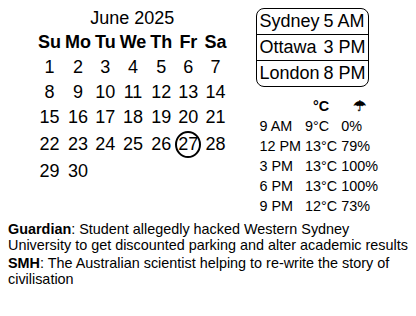 June 2025
Su Mo Tu We Th Fr Sa
1 2 3 4 5 6 7
8 9 10 11 12 13 14
15 16 17 18 19 20 21
22 23 24 25 26 27 28
29 30
Sydney 5 AM
Ottawa 3 PM
London 8 PM
°C ☂
9 AM 9°C 0%
12 PM 13°C 79%
3 PM 13°C 100%
6 PM 13°C 100%
9 PM 12°C 73%
Guardian: Student allegedly hacked Western Sydney
University to get discounted parking and alter academic results
SMH: The Australian scientist helping to re-write the story of
civilisation